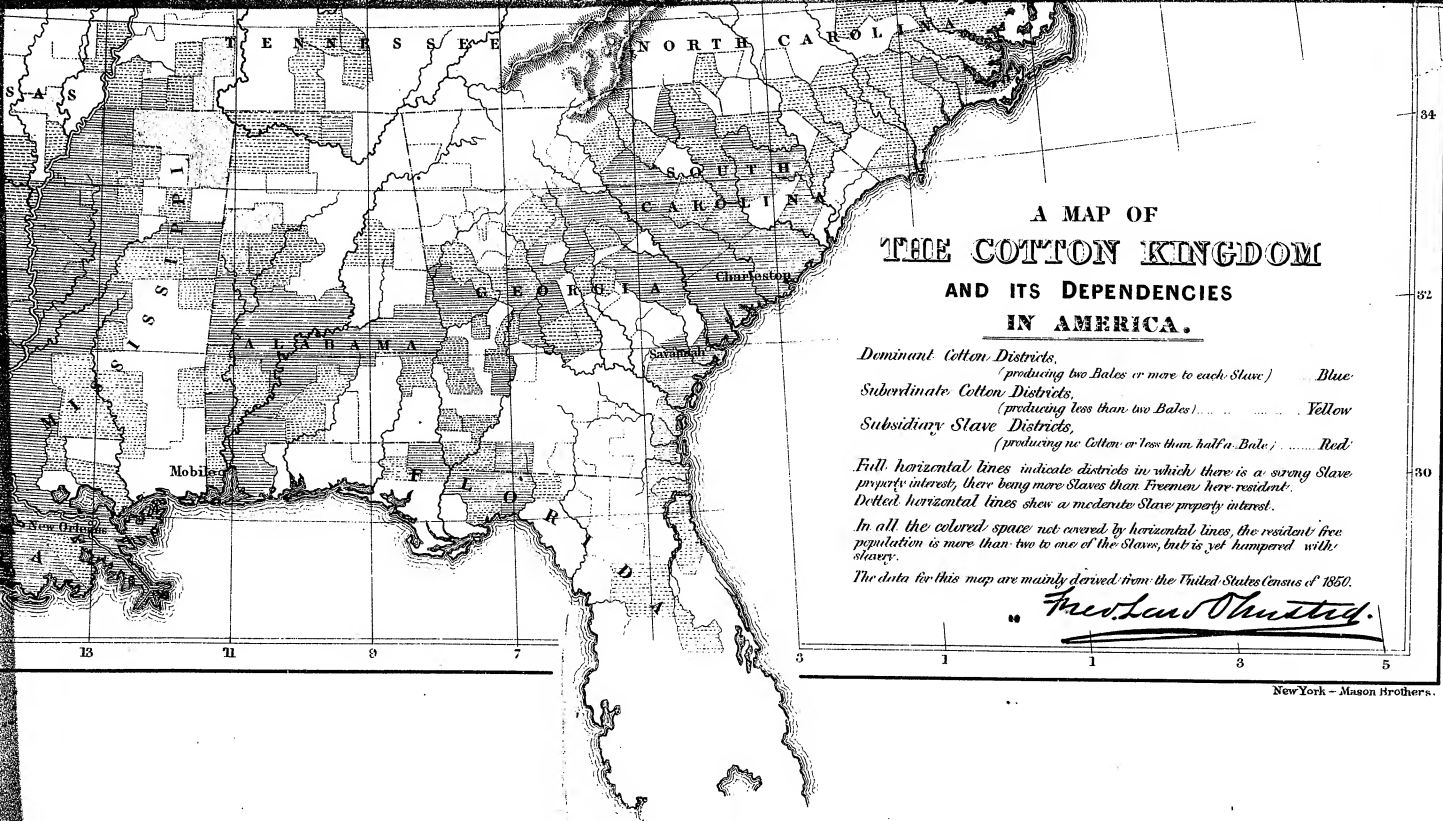 TENNESSEE
NORTH CAROLINA
SAS
MISSISSIPPI
SOUTH
CAROLINA
Charleston
GEORGIA
ALABAMA
Savannah
Mobile
FLORIDA
New Orleans
A
34
32
30
A MAP OF
THE COTTON KINGDOM
AND ITS DEPENDENCIES
IN AMERICA.
Dominant Cotton Districts,
(producing two Bales or more to each Slave) Blue
Subordinate Cotton Districts,
(producing less than two Bales) . . . . . . . . Yellow
Subsidiary Slave Districts,
(producing no Cotton or less than half a Bale) . . . . . . Red
Full horizontal lines indicate districts in which there is a strong Slave
property interest, there being more Slaves than Freemen here resident.
Dotted horizontal lines shew a moderate Slave property interest.
In all the colored space not covered by horizontal lines, the resident free
population is more than two to one of the Slaves, but is yet hampered with
slavery.
The data for this map are mainly derived from the United States Census of 1850.
Fred. Law Olmsted.
13 11 9 7 3 1 1 3 5
New York – Mason Brothers.